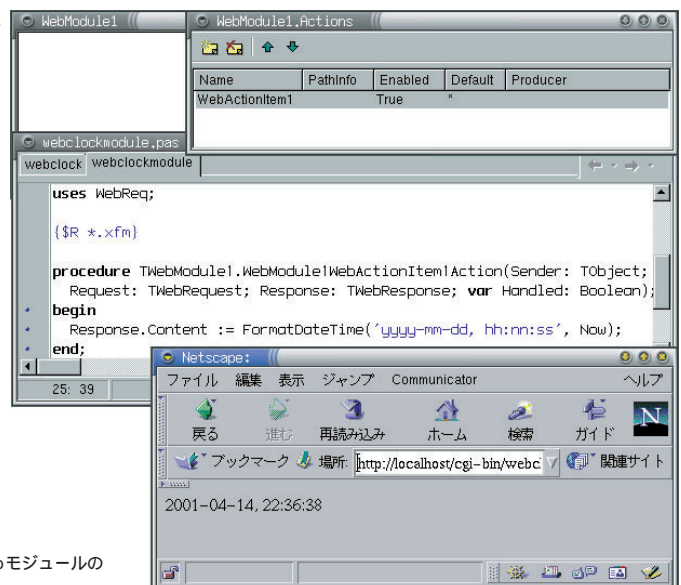 WebModule1
WebModule1.Actions
Name PathInfo Enabled Default Producer
WebActionItem1 True *
webclockmodule.pas
webclock webclockmodule
uses WebReq;
{$R *.xfm}
procedure TWebModule1.WebModule1WebActionItem1Action(Sender: TObject;
Request: TWebRequest; Response: TWebResponse; var Handled: Boolean);
begin
Response.Content := FormatDateTime('yyyy-mm-dd, hh:nn:ss', Now);
end;
25: 39
Netscape:
ファイル 編集 表示 ジャンプ Communicator ヘルプ
戻る 進む 再読み込み ホーム 検索 ガイド N
ブックマーク 場所: http://localhost/cgi-bin/webc 関連サイト
2001-04-14, 22:36:38
モジュールの